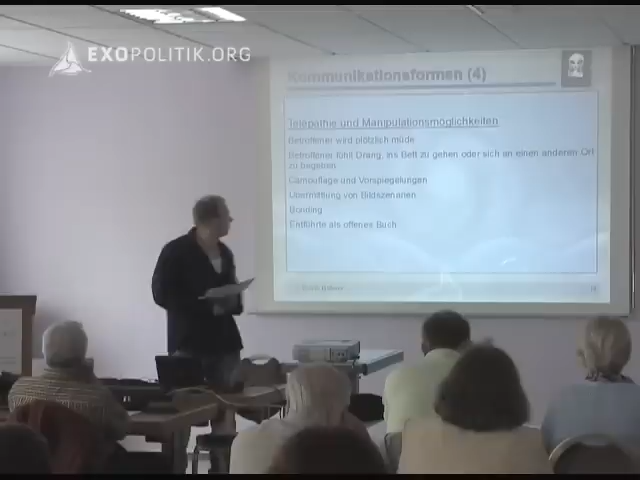 EXOPOLITIK.ORG
Kommunikationsformen (4)
Telepathie und Manipulationsmöglichkeiten
Betroffener wird plötzlich müde
Betroffener fühlt Drang, ins Bett zu gehen oder sich an einen anderen Ort
zu begeben
Camouflage und Vorspiegelungen
Übermittlung von Bildszenarien
Bonding
Entführte als offenes Buch